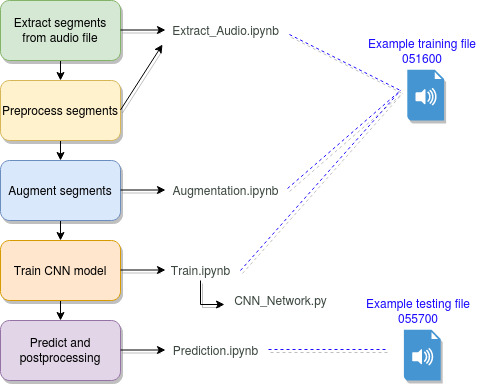 Extract segments
from audio file
Extract_Audio.ipynb
Example training file
051600
Preprocess segments
Augment segments
Augmentation.ipynb
Train CNN model
Train.ipynb
CNN_Network.py
Example testing file
055700
Predict and
postprocessing
Prediction.ipynb